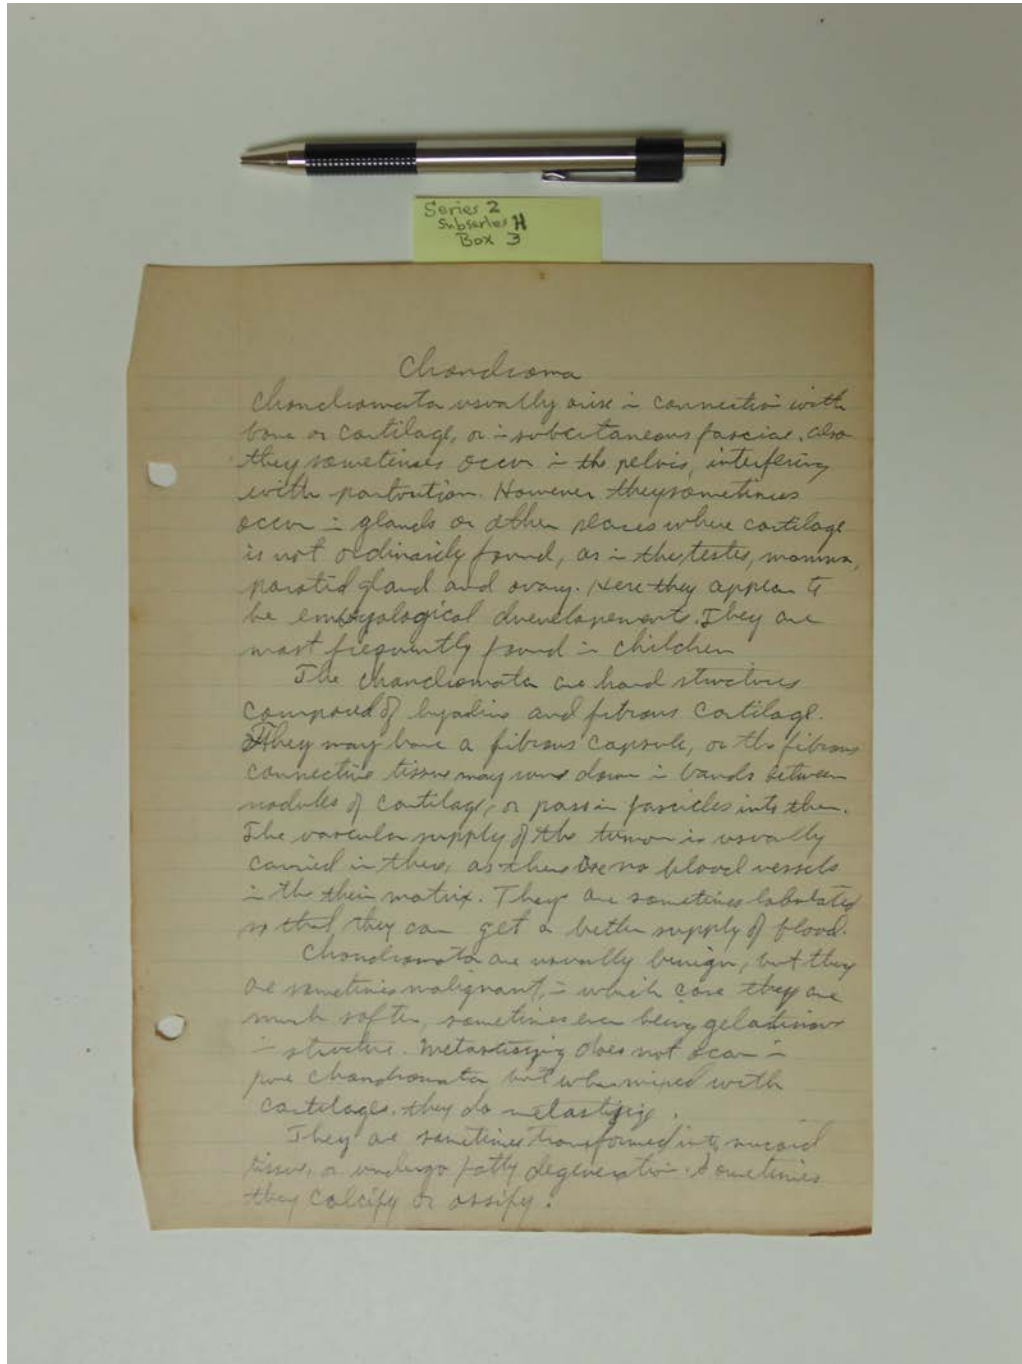 Series 2
Subseries H
Box 3
Chondroma
Chondromata usually arise in connection with
bone or cartilage, or in subcutaneous fasciae. also
they sometimes occur in the pelvis, interfering
with parturition. However they sometimes
occur in glands or other places where cartilage
is not ordinarily found, as in the testes, mamma,
parotid gland and ovary. Here they appear to
be embryological developements. They are
most frequently found in children
The chondromata are hard structures
composed of hyaline and fibrous cartilage.
They may have a fibrous capsule, or the fibrous
connective tissue may run down in bands between
nodules of cartilage, or pass in fascicles into them.
The vascular supply of the tumor is usually
carried in these, as there are no blood vessels
in the their matrix. They are sometimes lobulated
so that they can get a better supply of blood.
Chondromata are usually benign, but they
are sometimes malignant, in which case they are
much softer, sometimes even being gelatinous
in structure. Metastasizing does not occur in
pure chondromata, but when mixed with
cartilages, they do
They are sometimes transformed into mucoid
tissue, or undergo fatty degeneration. Sometimes
they calcify or ossify.